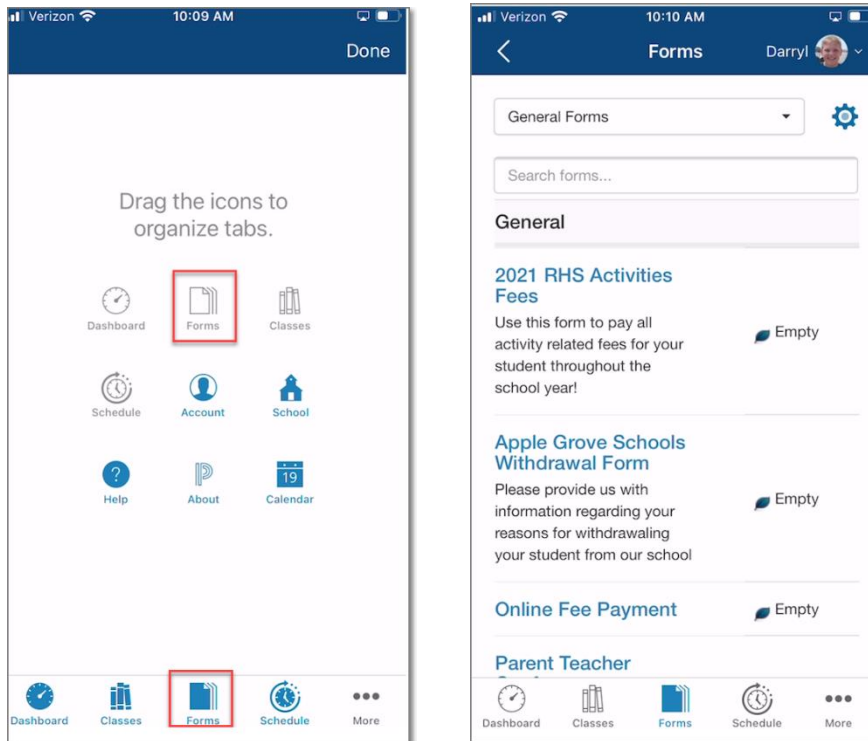 Verizon 10:09 AM
Done
Drag the icons to
organize tabs.
Dashboard Forms Classes
Schedule Account School
19
Help About Calendar
Dashboard Classes Forms Schedule More
Verizon 10:10 AM
Forms Darryl
General Forms
Search forms...
General
2021 RHS Activities
Fees
Use this form to pay all
activity related fees for your
student throughout the
school year!
Empty
Apple Grove Schools
Withdrawal Form
Please provide us with
information regarding your
reasons for withdrawaling
your student from our school
Empty
Online Fee Payment Empty
Parent Teacher
Dashboard Classes Forms Schedule More